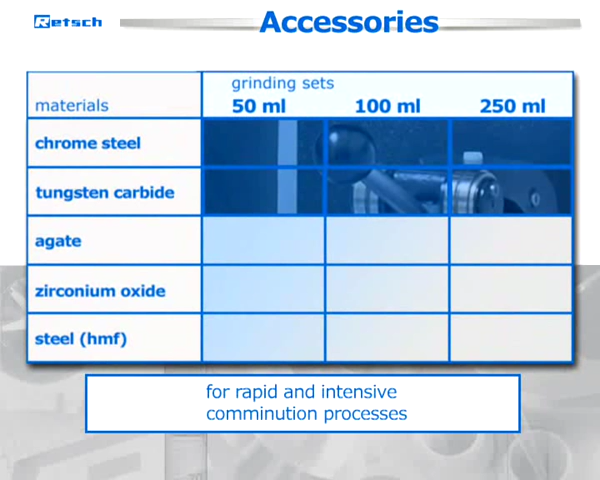 Retsch
Accessories
grinding sets
materials
50 ml
100 ml
250 ml
chrome steel
tungsten carbide
agate
zirconium oxide
steel (hmf)
for rapid and intensive
comminution processes
70